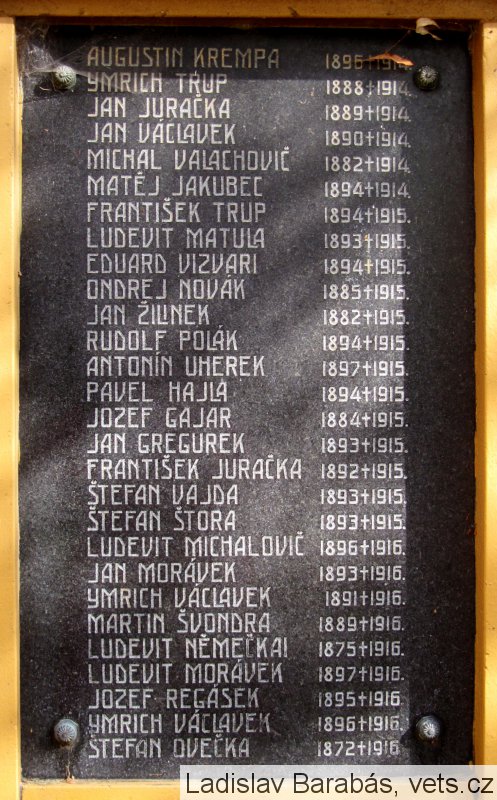 AUGUSTIN KREMPA 1896†1914.
YMRICH TRUP 1888†1914.
JAN JURAČKA 1889†1914.
JAN VÁCLAVEK 1890†1914.
MICHAL VALACHOVIČ 1882†1914.
MATĚJ JAKUBEC 1894†1914.
FRANTIŠEK TRUP 1894†1915.
LUDEVIT MATULA 1893†1915.
EDUARD VIZVARI 1894†1915.
ONDREJ NOVÁK 1885†1915.
JAN ŽILINEK 1882†1915.
RUDOLF POLÁK 1894†1915.
ANTONÍN UHEREK 1897†1915.
PAVEL HAJLA 1894†1915.
JOZEF GAJAR 1884†1915.
JAN GREGUREK 1893†1915.
FRANTIŠEK JURAČKA 1892†1915.
ŠTEFAN VAJDA 1893†1915.
ŠTEFAN ŠTORA 1893†1915.
LUDEVIT MICHALOVIČ 1896†1916.
JAN MORÁVEK 1893†1916.
YMRICH VÁCLAVEK 1891†1916.
MARTIN ŠVONDRA 1889†1916.
LUDEVIT NĚMEČKAI 1875†1916.
LUDEVIT MORÁVEK 1897†1916.
JOZEF REGÁSEK 1895†1916.
YMRICH VÁCLAVEK 1896†1916.
ŠTEFAN OVEČKA 1872†1916.
Ladislav Barabás, vets.cz